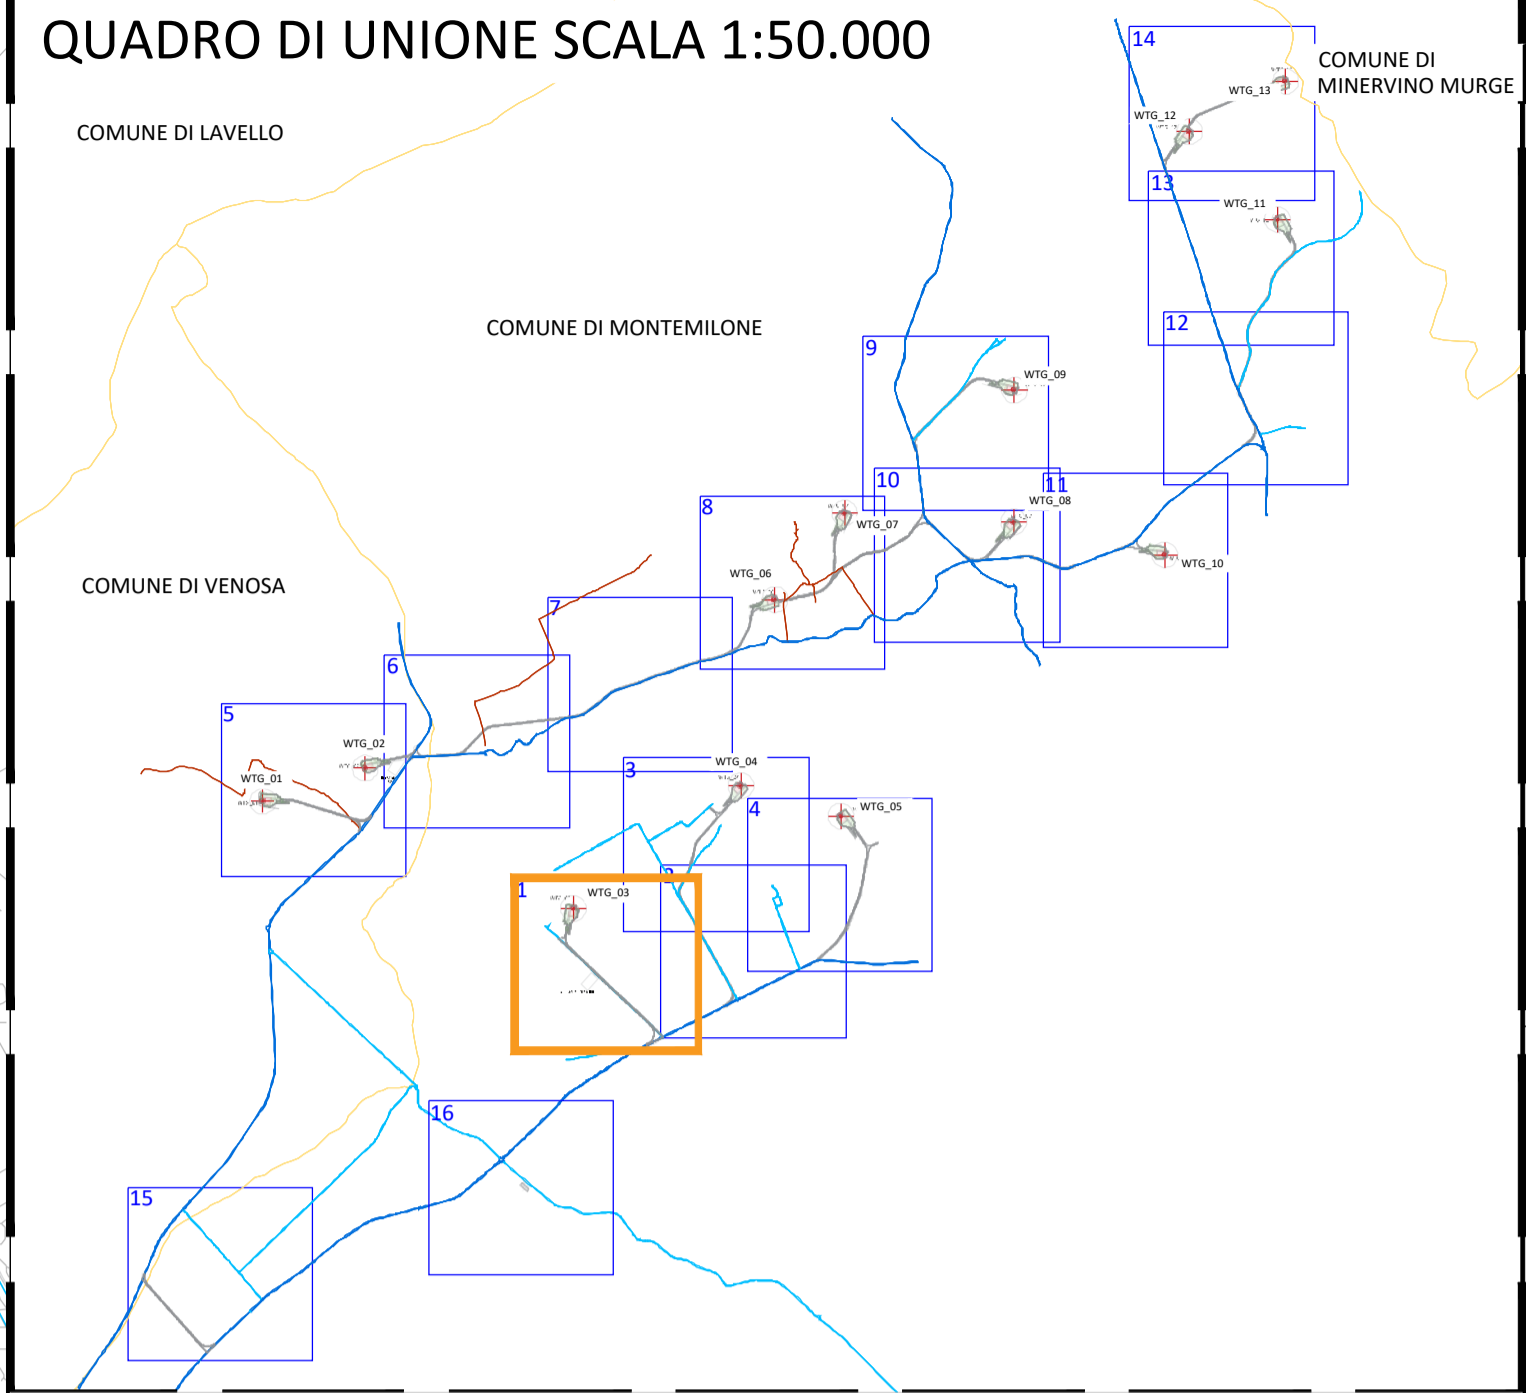 QUADRO DI UNIONE SCALA 1:50.000
14
COMUNE DI
MINERVINO MURGE
WTG_13
WTG_12
COMUNE DI LAVELLO
13
WTG_11
12
COMUNE DI MONTEMILONE
9
WTG_09
10
11
WTG_08
8
WTG_07
WTG_10
WTG_06
COMUNE DI VENOSA
7
6
5
WTG_02
WTG_01
3
WTG_04
4
WTG_05
2
1
WTG_03
16
15